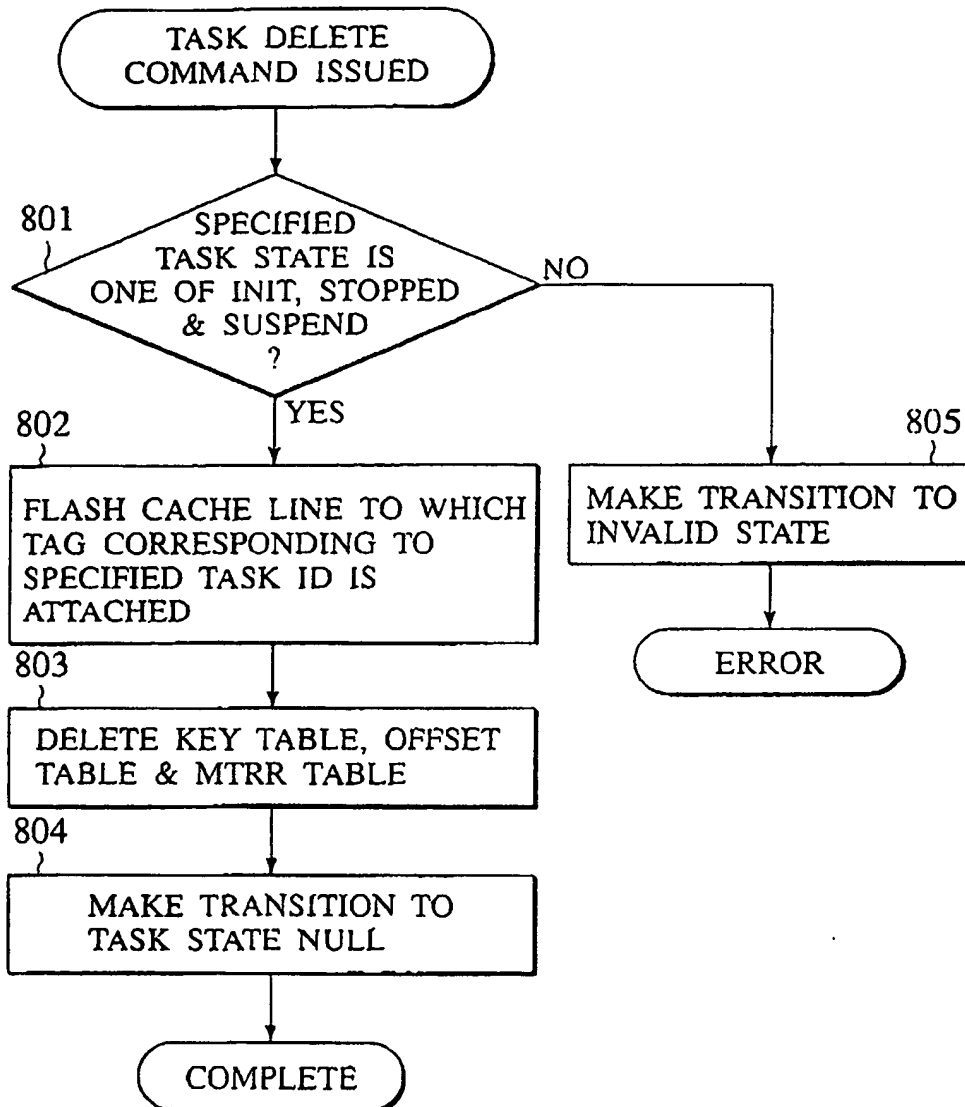 TASK DELETE
COMMAND ISSUED
801
SPECIFIED
TASK STATE IS
ONE OF INIT, STOPPED
& SUSPEND
?
NO
YES
802
FLASH CACHE LINE TO WHICH
TAG CORRESPONDING TO
SPECIFIED TASK ID IS
ATTACHED
805
MAKE TRANSITION TO
INVALID STATE
ERROR
803
DELETE KEY TABLE, OFFSET
TABLE & MTRR TABLE
804
MAKE TRANSITION TO
TASK STATE NULL
COMPLETE